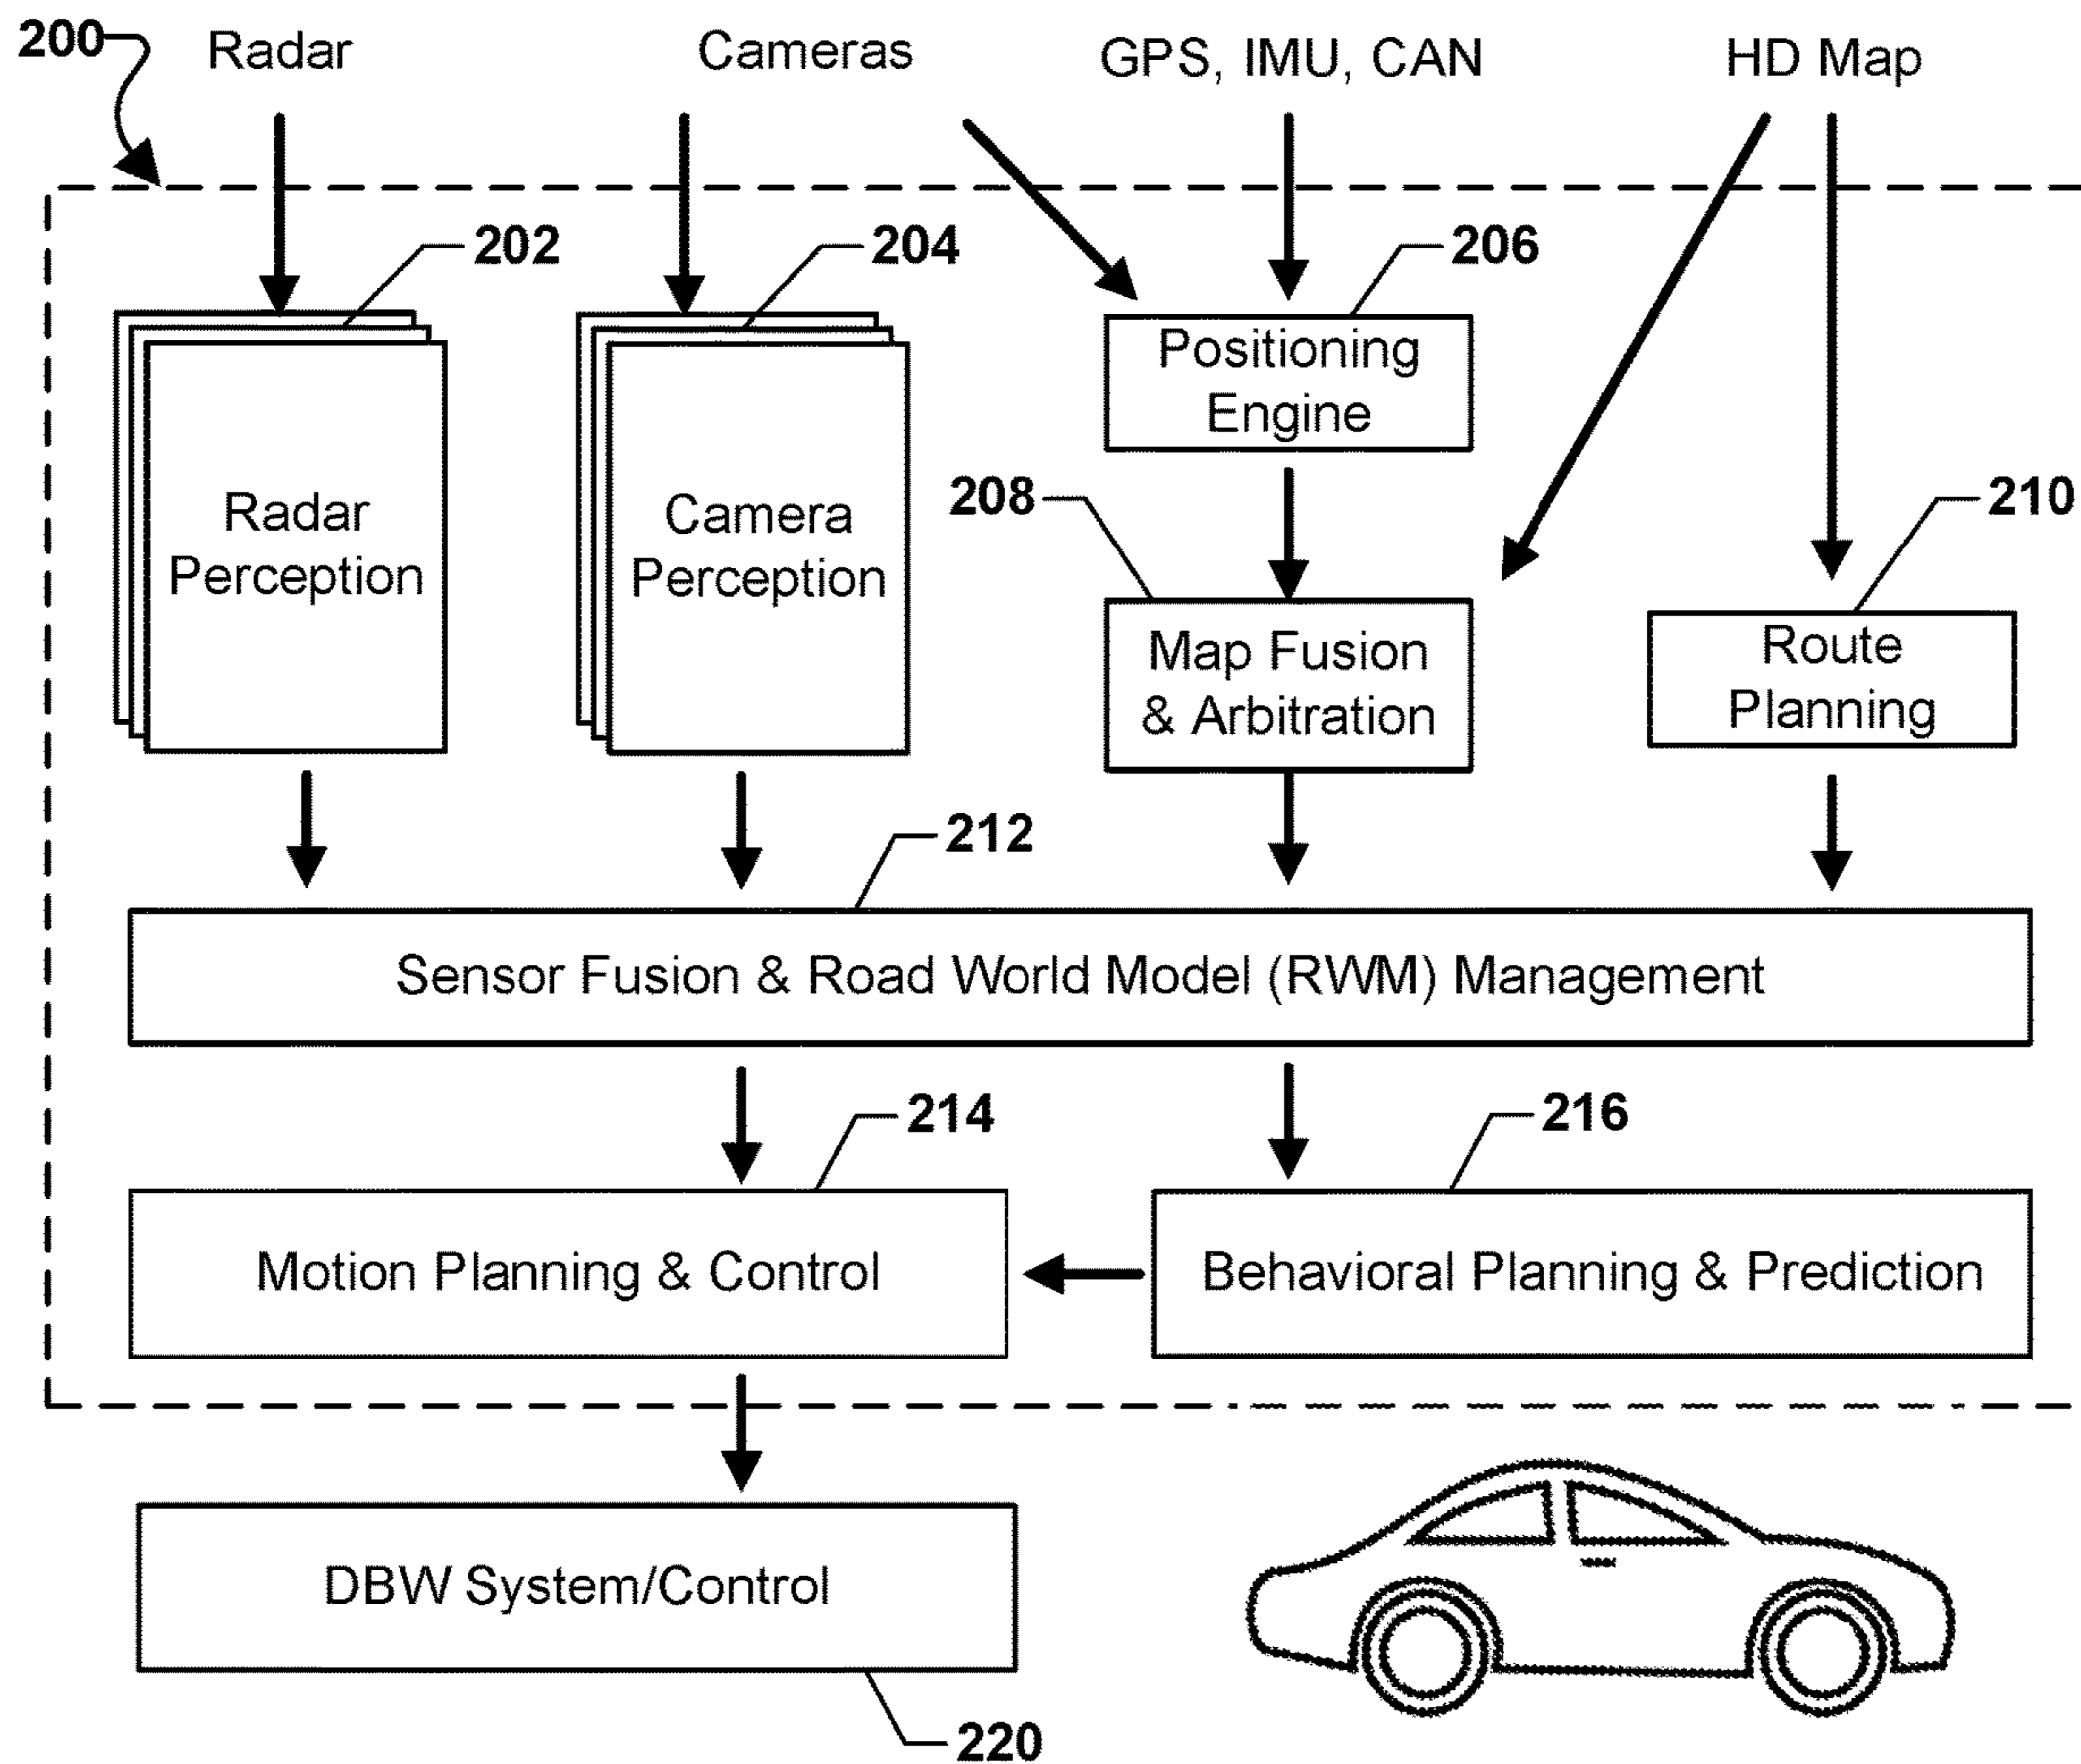 200
Radar
Cameras
GPS, IMU, CAN
HD Map
202
204
206
Positioning
Engine
208
210
Radar
Perception
Camera
Perception
Map Fusion
& Arbitration
Route
Planning
212
Sensor Fusion & Road World Model (RWM) Management
214
216
Motion Planning & Control
Behavioral Planning & Prediction
DBW System/Control
220